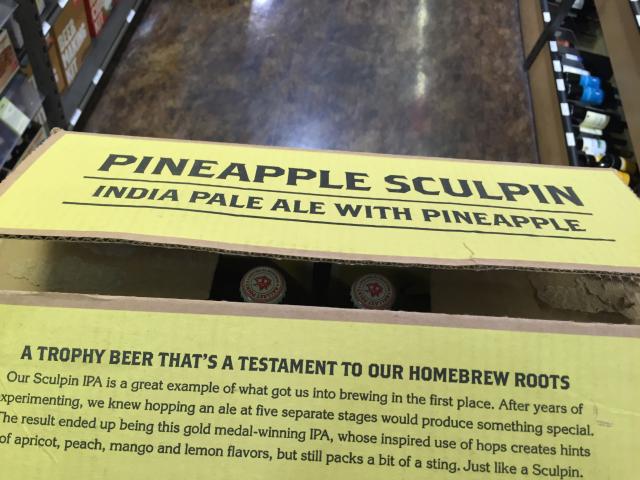 PINEAPPLE SCULPIN
INDIA PALE ALE WITH PINEAPPLE
A TROPHY BEER THAT'S A TESTAMENT TO OUR HOMEBREW ROOTS
Our Sculpin IPA is a great example of what got us into brewing in the first place. After years of
experimenting, we knew hopping an ale at five separate stages would produce something special.
The result ended up being this gold medal-winning IPA, whose inspired use of hops creates hints
of apricot, peach, mango and lemon flavors, but still packs a bit of a sting. Just like a Sculpin.